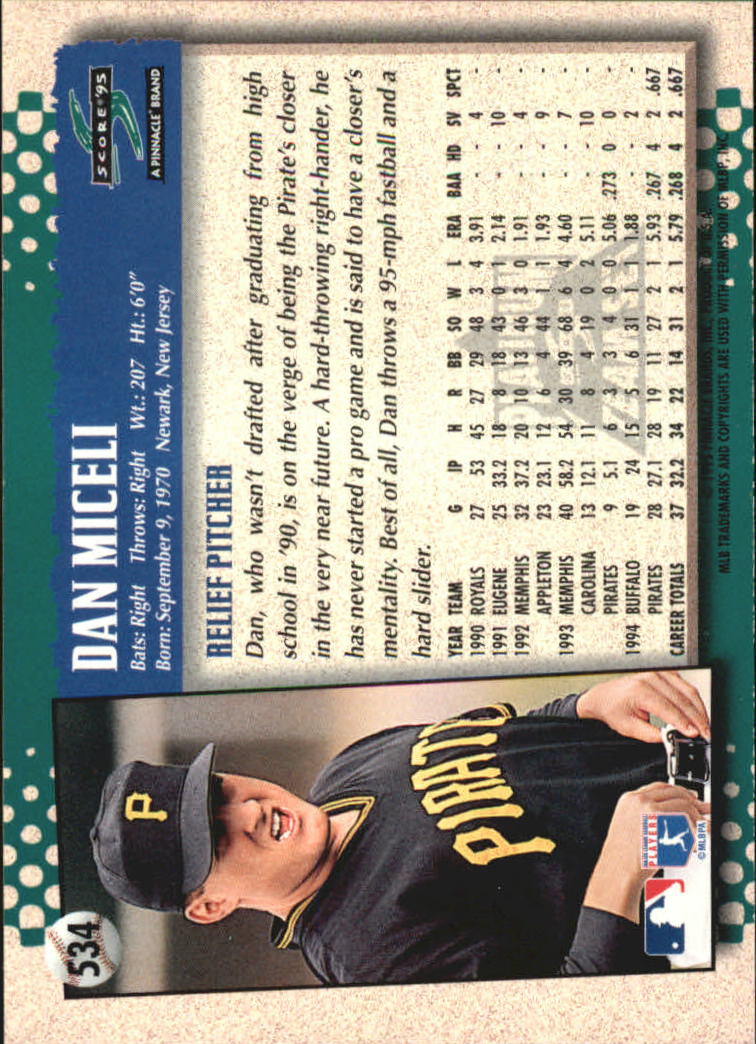 534
DAN MICELI
Bats: Right Throws: Right Wt.: 207 Ht.: 6'0"
Born: September 9, 1970 Newark, New Jersey
SCORE '95
A PINNACLE BRAND
RELIEF PITCHER
Dan, who wasn't drafted after graduating from high
school in '90, is on the verge of being the Pirate's closer
in the very near future. A hard-throwing right-hander, he
has never started a pro game and is said to have a closer's
mentality. Best of all, Dan throws a 95-mph fastball and a
hard slider.
YEAR TEAM G IP H R BB SO W L ERA BAA HD SV SPCT
1990 ROYALS 27 53 45 27 29 48 3 4 3.91 - - 4 -
1991 EUGENE 25 33.2 18 8 18 43 0 1 2.14 - - 10 -
1992 MEMPHIS 32 37.2 20 10 13 46 3 0 1.91 - - 4 -
APPLETON 23 23.1 12 6 4 44 1 1 1.93 - - 9 -
1993 MEMPHIS 40 58.2 54 30 39 68 6 4 4.60 - - 7 -
CAROLINA 13 12.1 11 8 4 19 0 2 5.11 - - 10 -
PIRATES 9 5.1 6 3 3 4 0 0 5.06 .273 0 0 -
1994 BUFFALO 19 24 15 5 6 31 1 1 1.88 - - 2 -
PIRATES 28 27.1 28 19 11 27 2 1 5.93 .267 4 2 .667
CAREER TOTALS 37 32.2 34 22 14 31 2 1 5.79 .268 4 2 .667
© 1995 PINNACLE BRANDS, INC. PRODUCT OF U.S.A.
MLB TRADEMARKS AND COPYRIGHTS ARE USED WITH PERMISSION OF MLBP, INC.
P
PIRATE
PLAYERS
© MLBPA